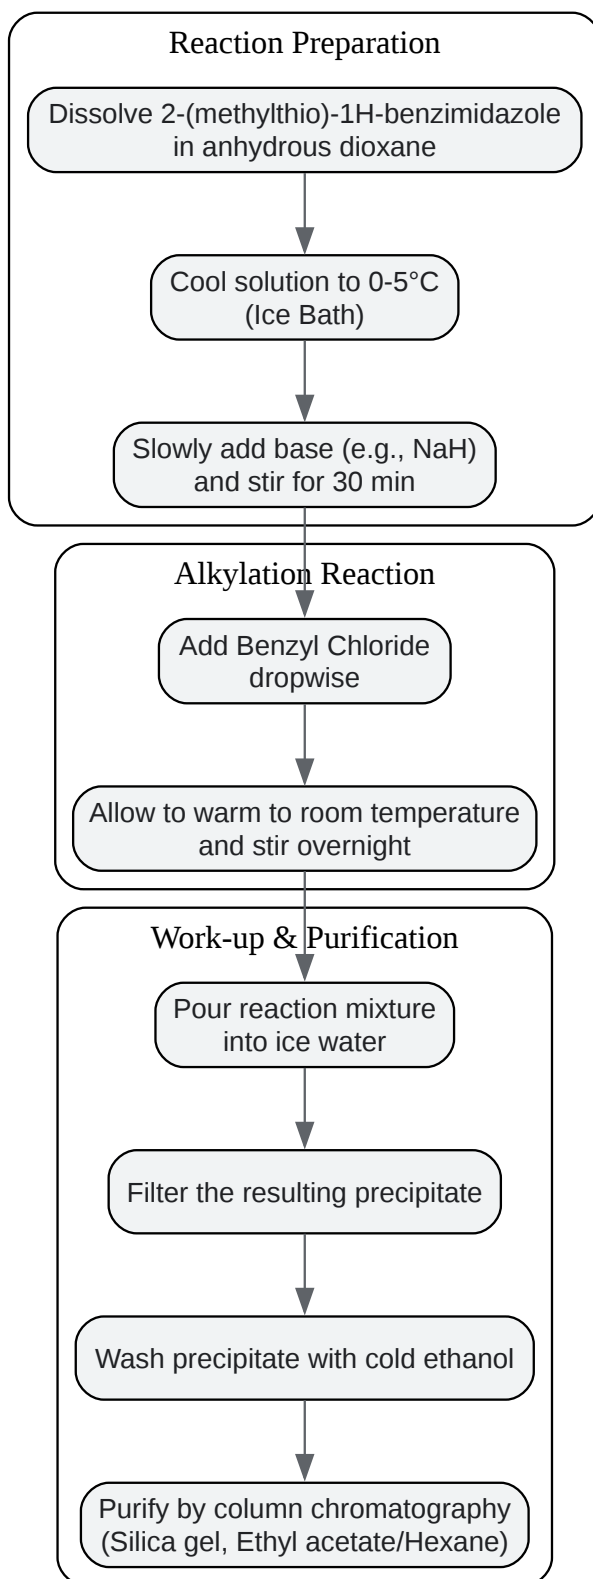 Reaction Preparation
Dissolve 2-(methylthio)-1H-benzimidazole
in anhydrous dioxane
Cool solution to 0-5°C
(Ice Bath)
Slowly add base (e.g., NaH)
and stir for 30 min
Alkylation Reaction
Add Benzyl Chloride
dropwise
Allow to warm to room temperature
and stir overnight
Work-up & Purification
Pour reaction mixture
into ice water
Filter the resulting precipitate
Wash precipitate with cold ethanol
Purify by column chromatography
(Silica gel, Ethyl acetate/Hexane)